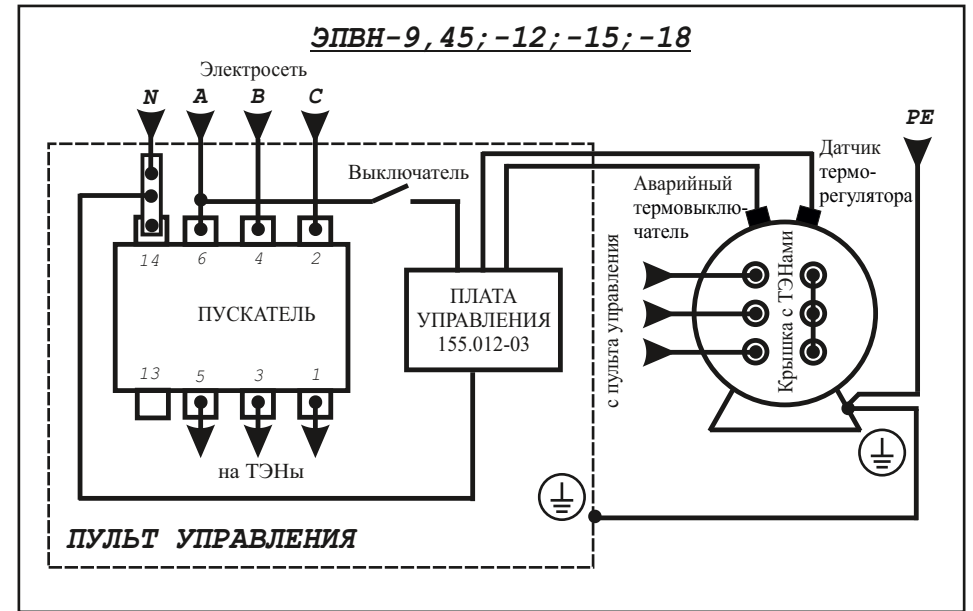 ЭПВН-9,45;-12;-15;-18
Электросеть
N A B C
PE
Выключатель
Аварийный
термовыклю-
чатель
Датчик
термо-
регулятора
14 6 4 2
ПУСКАТЕЛЬ
13 5 3 1
на ТЭНы
ПЛАТА
УПРАВЛЕНИЯ
155.012-03
с пульта управления
Крышка с ТЭНами
ПУЛЬТ УПРАВЛЕНИЯ